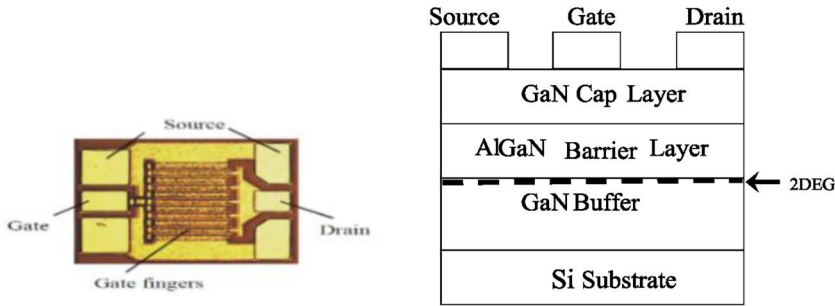 Source
Gate
Drain
Gate fingers
Source Gate Drain
GaN Cap Layer
AlGaN Barrier Layer
2DEG
GaN Buffer
Si Substrate